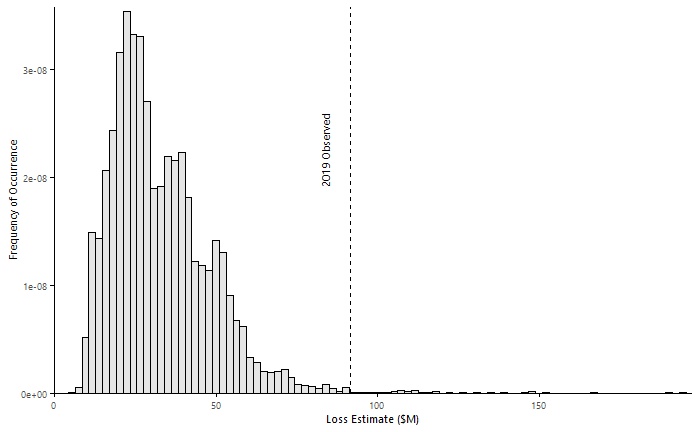 Frequency of Occurrence
3e-08
2e-08
1e-08
0e+00
2019 Observed
0
50
100
150
Loss Estimate ($M)